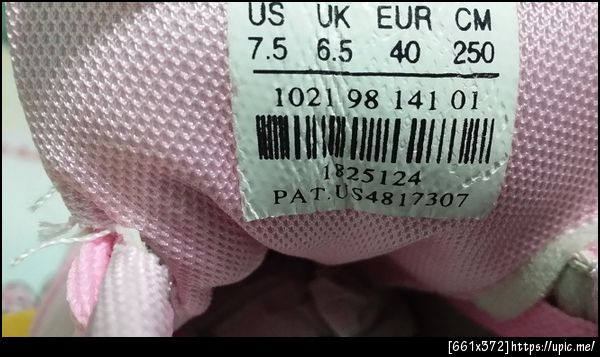 US UK EUR CM
7.5 6.5 40 250
1021 98 141 01
1825124
PAT.US4817307
[661x372]https://upic.me/